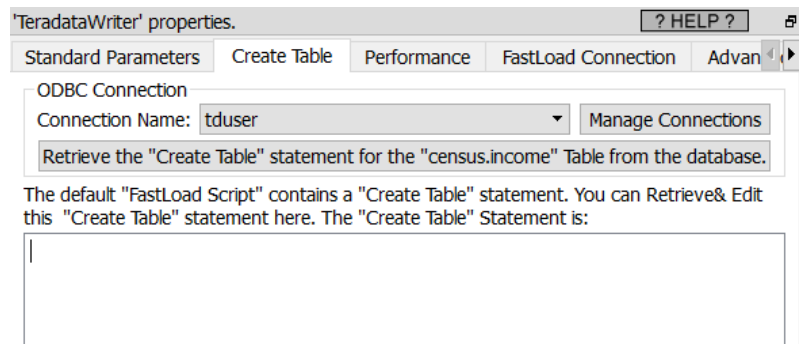 'TeradataWriter' properties. ? HELP ?
Standard Parameters Create Table Performance FastLoad Connection Advan
ODBC Connection
Connection Name: tduser Manage Connections
Retrieve the "Create Table" statement for the "census.income" Table from the database.
The default "FastLoad Script" contains a "Create Table" statement. You can Retrieve& Edit
this "Create Table" statement here. The "Create Table" Statement is: